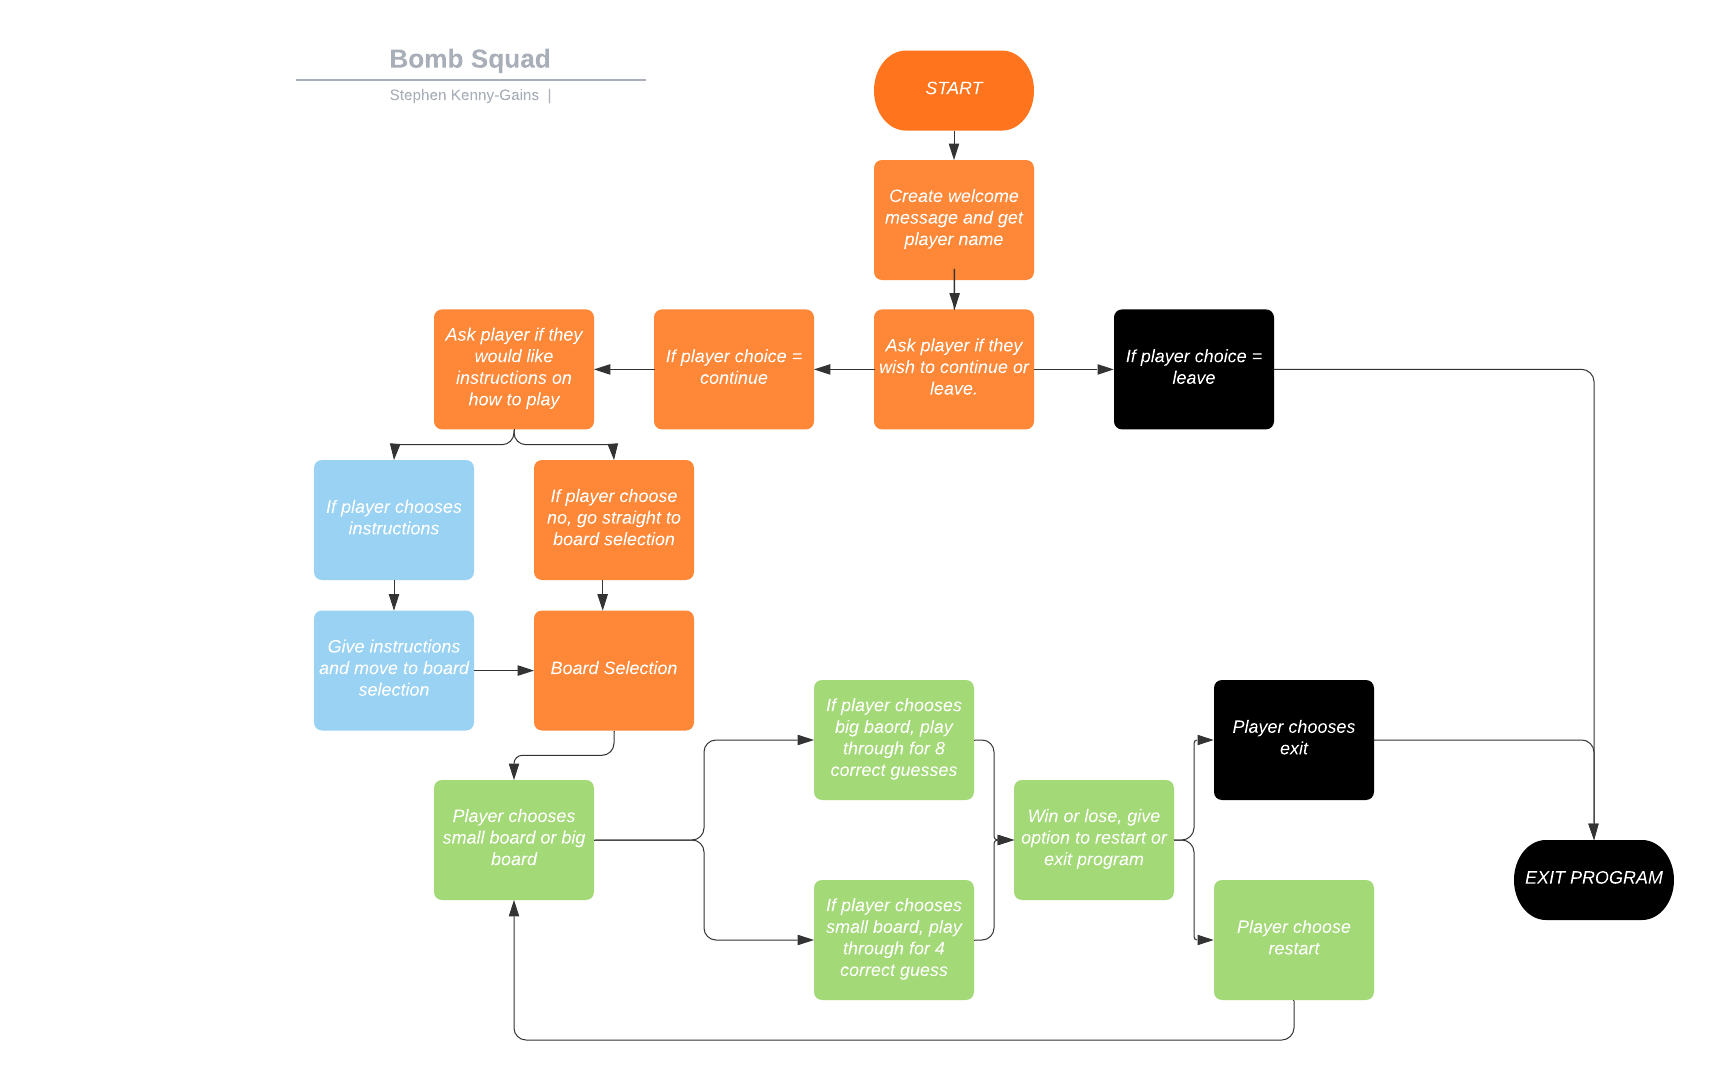 Bomb Squad
Stephen Kenny-Gains  |
START
Create welcome
message and get
player name
Ask player if they
would like
instructions on
how to play
If player choice =
continue
Ask player if they
wish to continue or
leave.
If player choice =
leave
If player chooses
instructions
If player choose
no, go straight to
board selection
Give instructions
and move to board
selection
Board Selection
Player chooses
small board or big
board
If player chooses
big baord, play
through for 8
correct guesses
If player chooses
small board, play
through for 4
correct guess
Win or lose, give
option to restart or
exit program
Player chooses
exit
Player choose
restart
EXIT PROGRAM